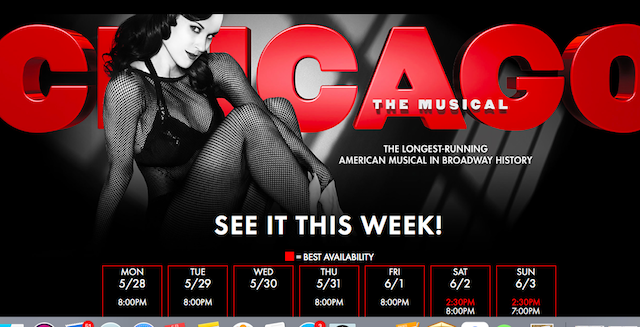 CHICAGO
THE MUSICAL
THE LONGEST-RUNNING
AMERICAN MUSICAL IN BROADWAY HISTORY
SEE IT THIS WEEK!
= BEST AVAILABILITY
MON TUE WED THU FRI SAT SUN
5/28 5/29 5/30 5/31 6/1 6/2 6/3
8:00PM 8:00PM 8:00PM 8:00PM 2:30PM 2:30PM
8:00PM 7:00PM